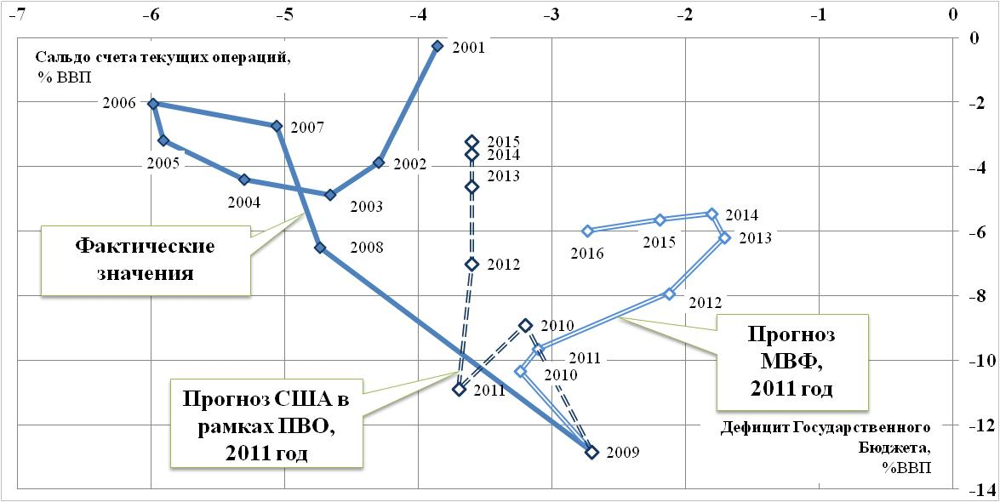 -7 -6 -5 -4 -3 -2 -1 0
0
Сальдо счета текущих операций,
% ВВП
2001
-2
2006
2007
2015
2014
2005
2002
-4
2013
2004
2003
2014
-6
2016
2015
2013
Фактические
значения
2008
2012
-8
2012
2010
Прогноз
МВФ,
2011 год
2011
-10
2010
2011
Прогноз США в
рамках ПВО,
2011 год
Дефицит Государственного
Бюджета,
%ВВП
-12
2009
-14